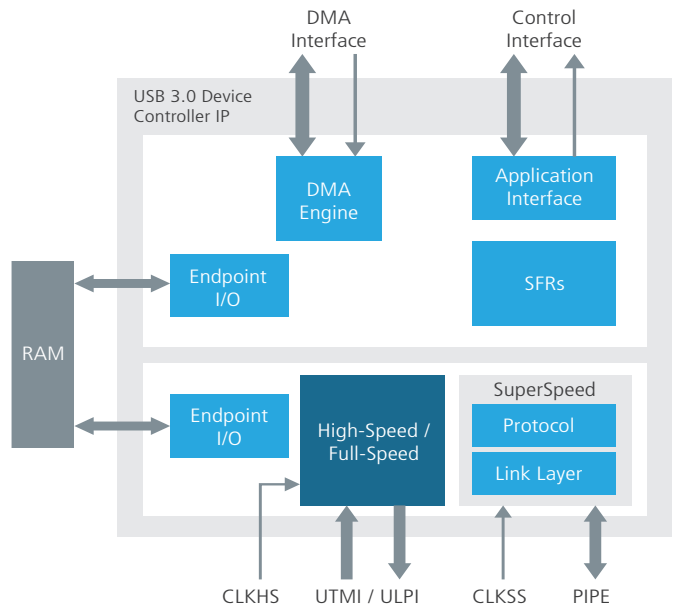 DMA
Interface
Control
Interface
USB 3.0 Device
Controller IP
DMA
Engine
Application
Interface
Endpoint
I/O
SFRs
RAM
Endpoint
I/O
High-Speed /
Full-Speed
SuperSpeed
Protocol
Link Layer
CLKHS
UTMI / ULPI
CLKSS
PIPE